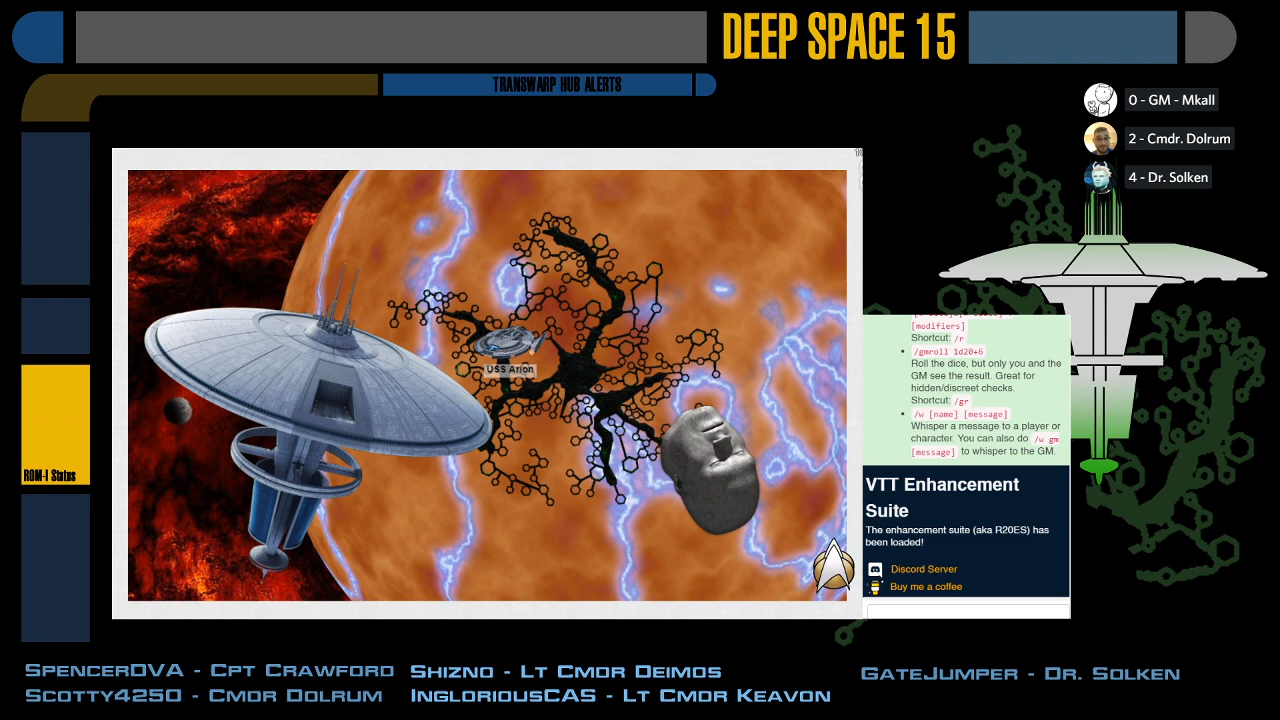 DEEP SPACE 15
TRANSWARP HUB ALERTS
0 - GM - Mkall
2 - Cmdr. Dolrum
4 - Dr. Solken
USS Arion
[modifiers]
Shortcut: /r
/gmroll 1d20+6
Roll the dice, but only you and the
GM see the result. Great for
hidden/discreet checks.
Shortcut: /gr
/w [name] [message]
Whisper a message to a player or
character. You can also do /w gm
[message] to whisper to the GM.
ROM-I Status
VTT Enhancement
Suite
The enhancement suite (aka R20ES) has
been loaded!
Discord Server
Buy me a coffee
SpencerDVA - Cpt Crawford
Shizno - Lt Cmdr Deimos
GateJumper - Dr. Solken
Scotty4250 - Cmdr Dolrum
IngloriousCAS - Lt Cmdr Keavon